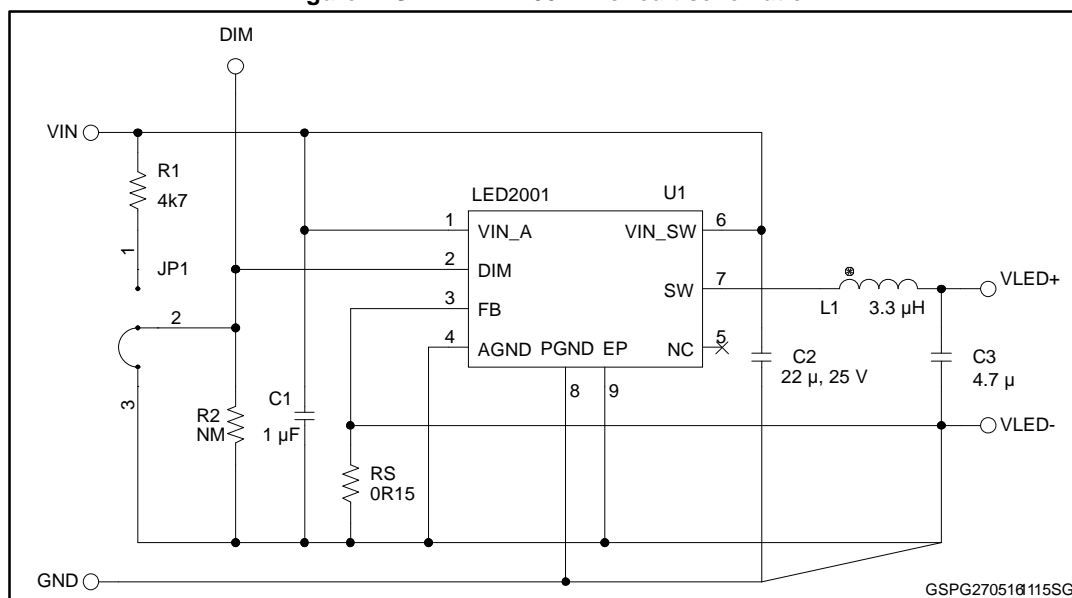 DIM
VIN
R1
4k7
LED2001
U1
1
VIN_A
VIN_SW
6
1
JP1
2
DIM
SW
7
VLED+
L1
3.3 µH
3
FB
2
4
AGND
PGND
EP
NC
5
8
9
C2
22 µ, 25 V
C3
4.7 µ
3
R2
NM
C1
1 µF
VLED-
RS
0R15
GND